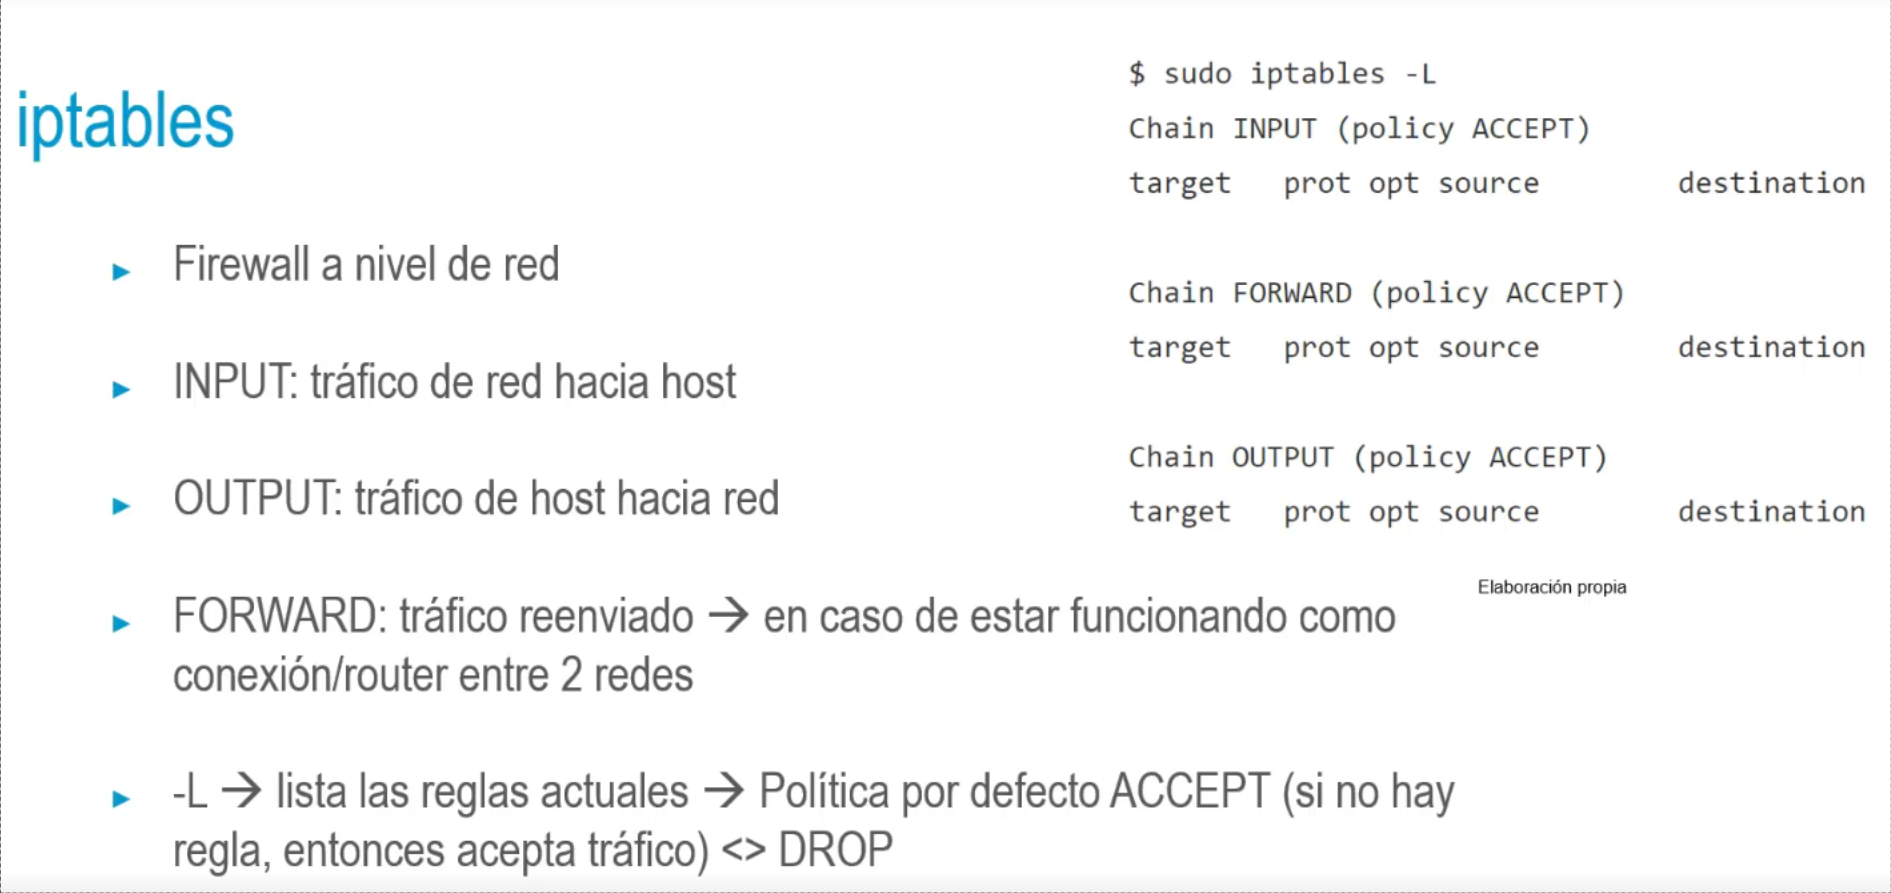 iptables
Firewall a nivel de red
INPUT: tráfico de red hacia host
OUTPUT: tráfico de host hacia red
FORWARD: tráfico reenviado → en caso de estar funcionando como
conexión/router entre 2 redes
-L → lista las reglas actuales → Política por defecto ACCEPT (si no hay
regla, entonces acepta tráfico) <> DROP
$ sudo iptables -L
Chain INPUT (policy ACCEPT)
target prot opt source destination
Chain FORWARD (policy ACCEPT)
target prot opt source destination
Chain OUTPUT (policy ACCEPT)
target prot opt source destination
Elaboración propia